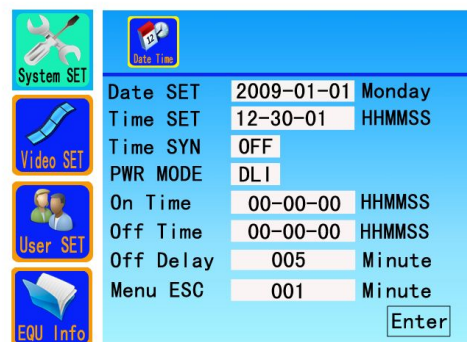 System SET
Video SET
User SET
EQU Info
Date Time
Date SET 2009-01-01 Monday
Time SET 12-30-01 HHMMSS
Time SYN OFF
PWR MODE DLI
On Time 00-00-00 HHMMSS
Off Time 00-00-00 HHMMSS
Off Delay 005 Minute
Menu ESC 001 Minute
Enter